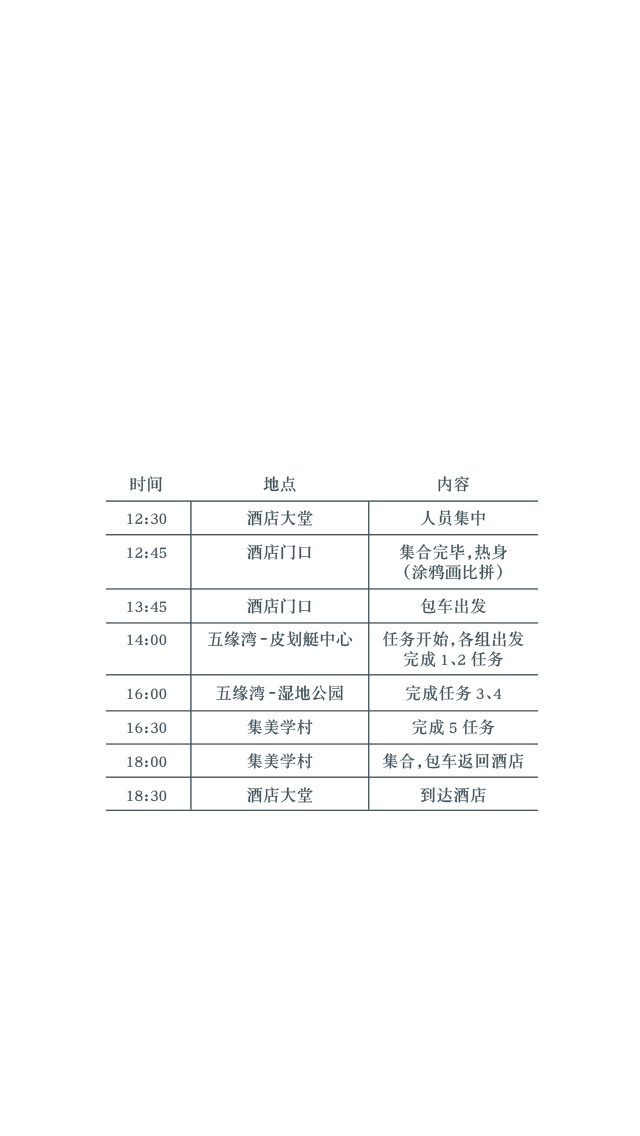 时间 地点 内容
12:30 酒店大堂 人员集中
12:45 酒店门口 集合完毕,热身
(涂鸦画比拼)
13:45 酒店门口 包车出发
14:00 五缘湾-皮划艇中心 任务开始,各组出发
完成1、2任务
16:00 五缘湾-湿地公园 完成任务3、4
16:30 集美学村 完成5任务
18:00 集美学村 集合,包车返回酒店
18:30 酒店大堂 到达酒店